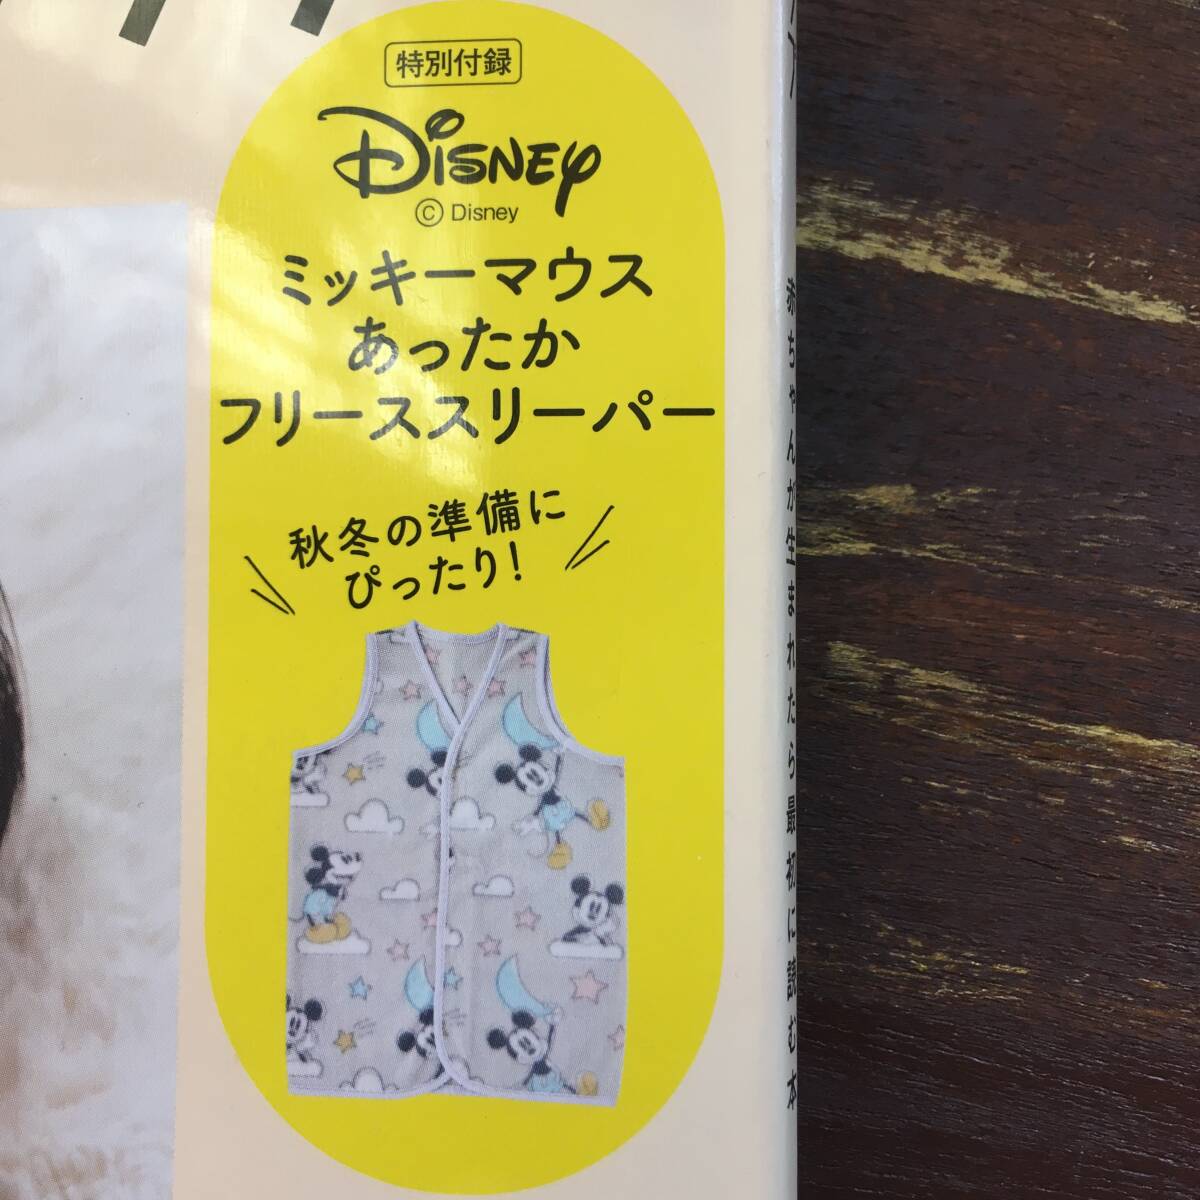 特別付録
Disney
© Disney
ミッキーマウス
あったか
フリーススリーパー
秋冬の準備に
ぴったり！
赤ちゃんが生まれたら最初に読む本